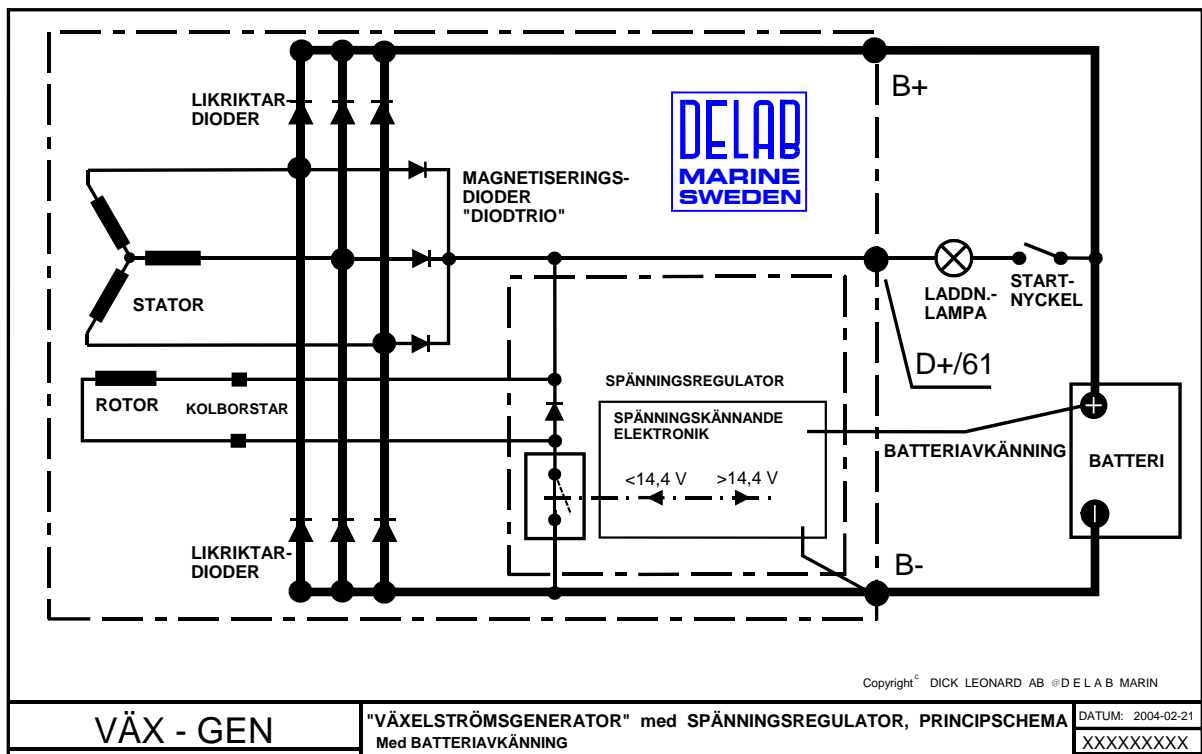 B+
LIKRIKTAR-
DIODER
DELAB
MARINE
SWEDEN
MAGNETISERINGS-
DIODER
"DIODTRIO"
STATOR
LADDN.-
LAMPA
START-
NYCKEL
D+/61
ROTOR
KOLBORSTAR
SPÄNNINGSREGULATOR
SPÄNNINGSKÄNNANDE
ELEKTRONIK
<14,4 V >14,4 V
BATTERIAVKÄNNING
+
BATTERI
LIKRIKTAR-
DIODER
B-
Copyright C DICK LEONARD AB @ D E L A B MARIN
VÄX - GEN
"VÄXELSTRÖMSGENERATOR" med SPÄNNINGSREGULATOR, PRINCIPSCHEMA
Med BATTERIAVKÄNNING
DATUM: 2004-02-21
XXXXXXXXX